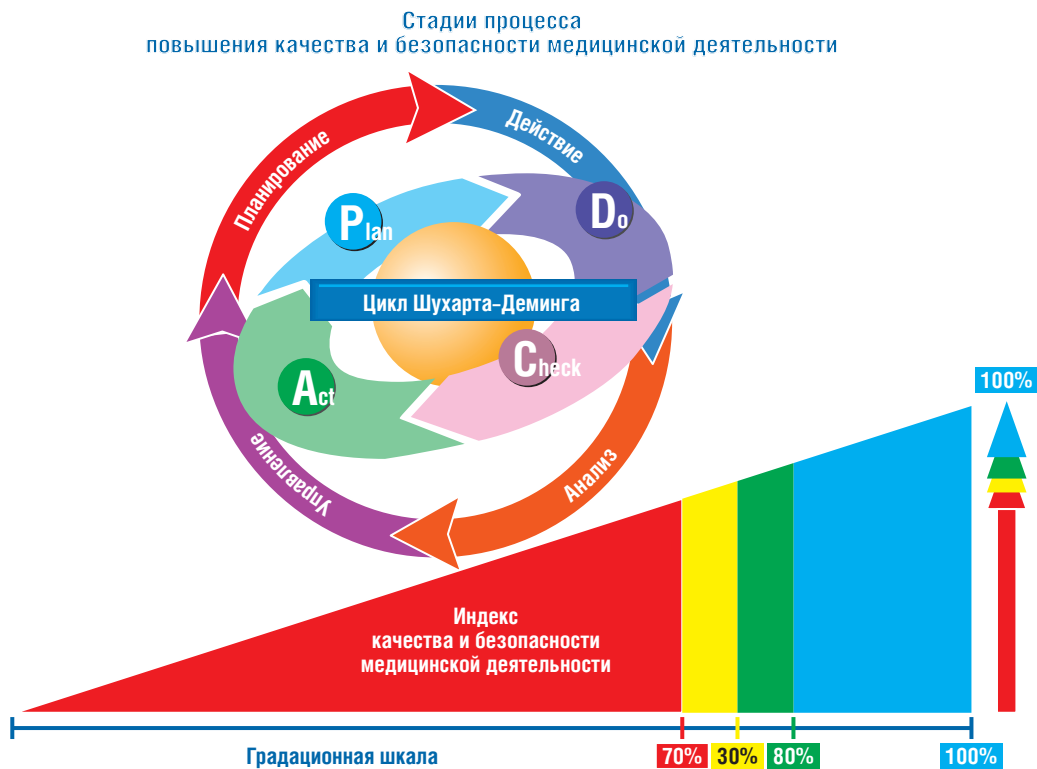 Стадии процесса
повышения качества и безопасности медицинской деятельности
Планирование
Действие
Plan
Do
Цикл Шухарта-Деминга
Check
Act
Управление
Анализ
100%
Индекс
качества и безопасности
медицинской деятельности
Градационная шкала
70%
30%
80%
100%